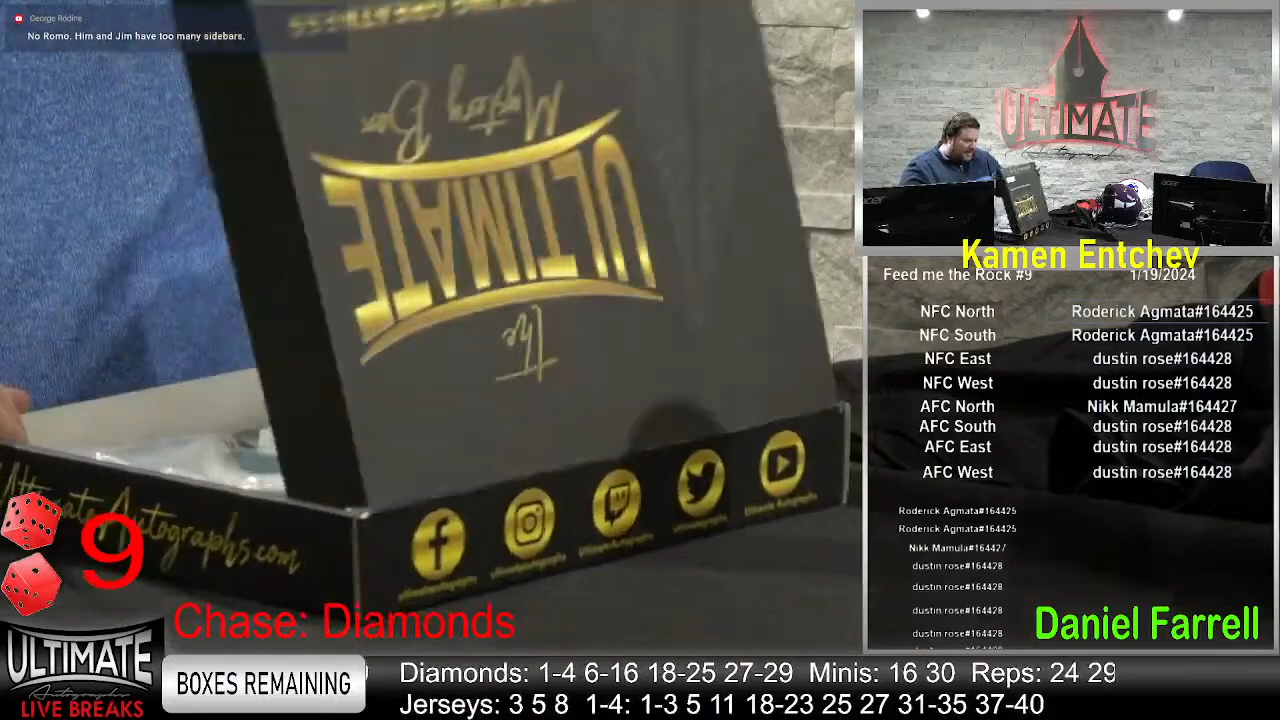 George Rodine
No Romo. Him and Jim have too many sidebars.
The
ULTIMATE
Mystery Box
UltimateAutographs.com
ULTIMATE
acer
acer
Kamen Entchev
Feed me the Rock #9 1/19/2024
NFC North Roderick Agmata#164425
NFC South Roderick Agmata#164425
NFC East dustin rose#164428
NFC West dustin rose#164428
AFC North Nikk Mamula#164427
AFC South dustin rose#164428
AFC East dustin rose#164428
AFC West dustin rose#164428
Roderick Agmata#164425
Roderick Agmata#164425
Nikk Mamula#164427
dustin rose#164428
dustin rose#164428
dustin rose#164428
dustin rose#164428
Daniel Farrell
9
Chase: Diamonds
ULTIMATE
Autographs
LIVE BREAKS
BOXES REMAINING
Diamonds: 1-4 6-16 18-25 27-29 Minis: 16 30 Reps: 24 29
Jerseys: 3 5 8 1-4: 1-3 5 11 18-23 25 27 31-35 37-40